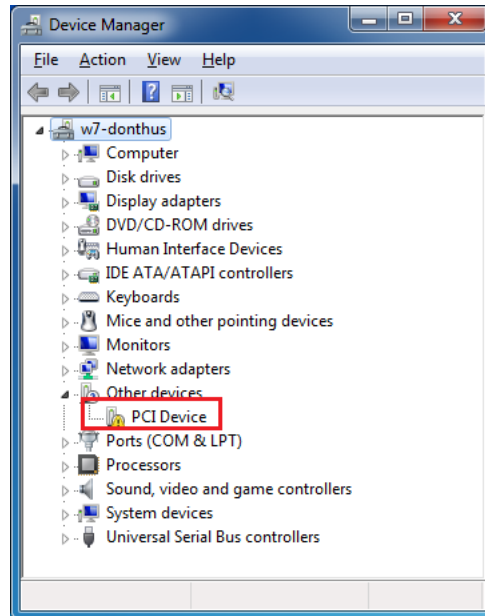 Device Manager
File Action View Help
w7-donthus
Computer
Disk drives
Display adapters
DVD/CD-ROM drives
Human Interface Devices
IDE ATA/ATAPI controllers
Keyboards
Mice and other pointing devices
Monitors
Network adapters
Other devices
PCI Device
Ports (COM & LPT)
Processors
Sound, video and game controllers
System devices
Universal Serial Bus controllers